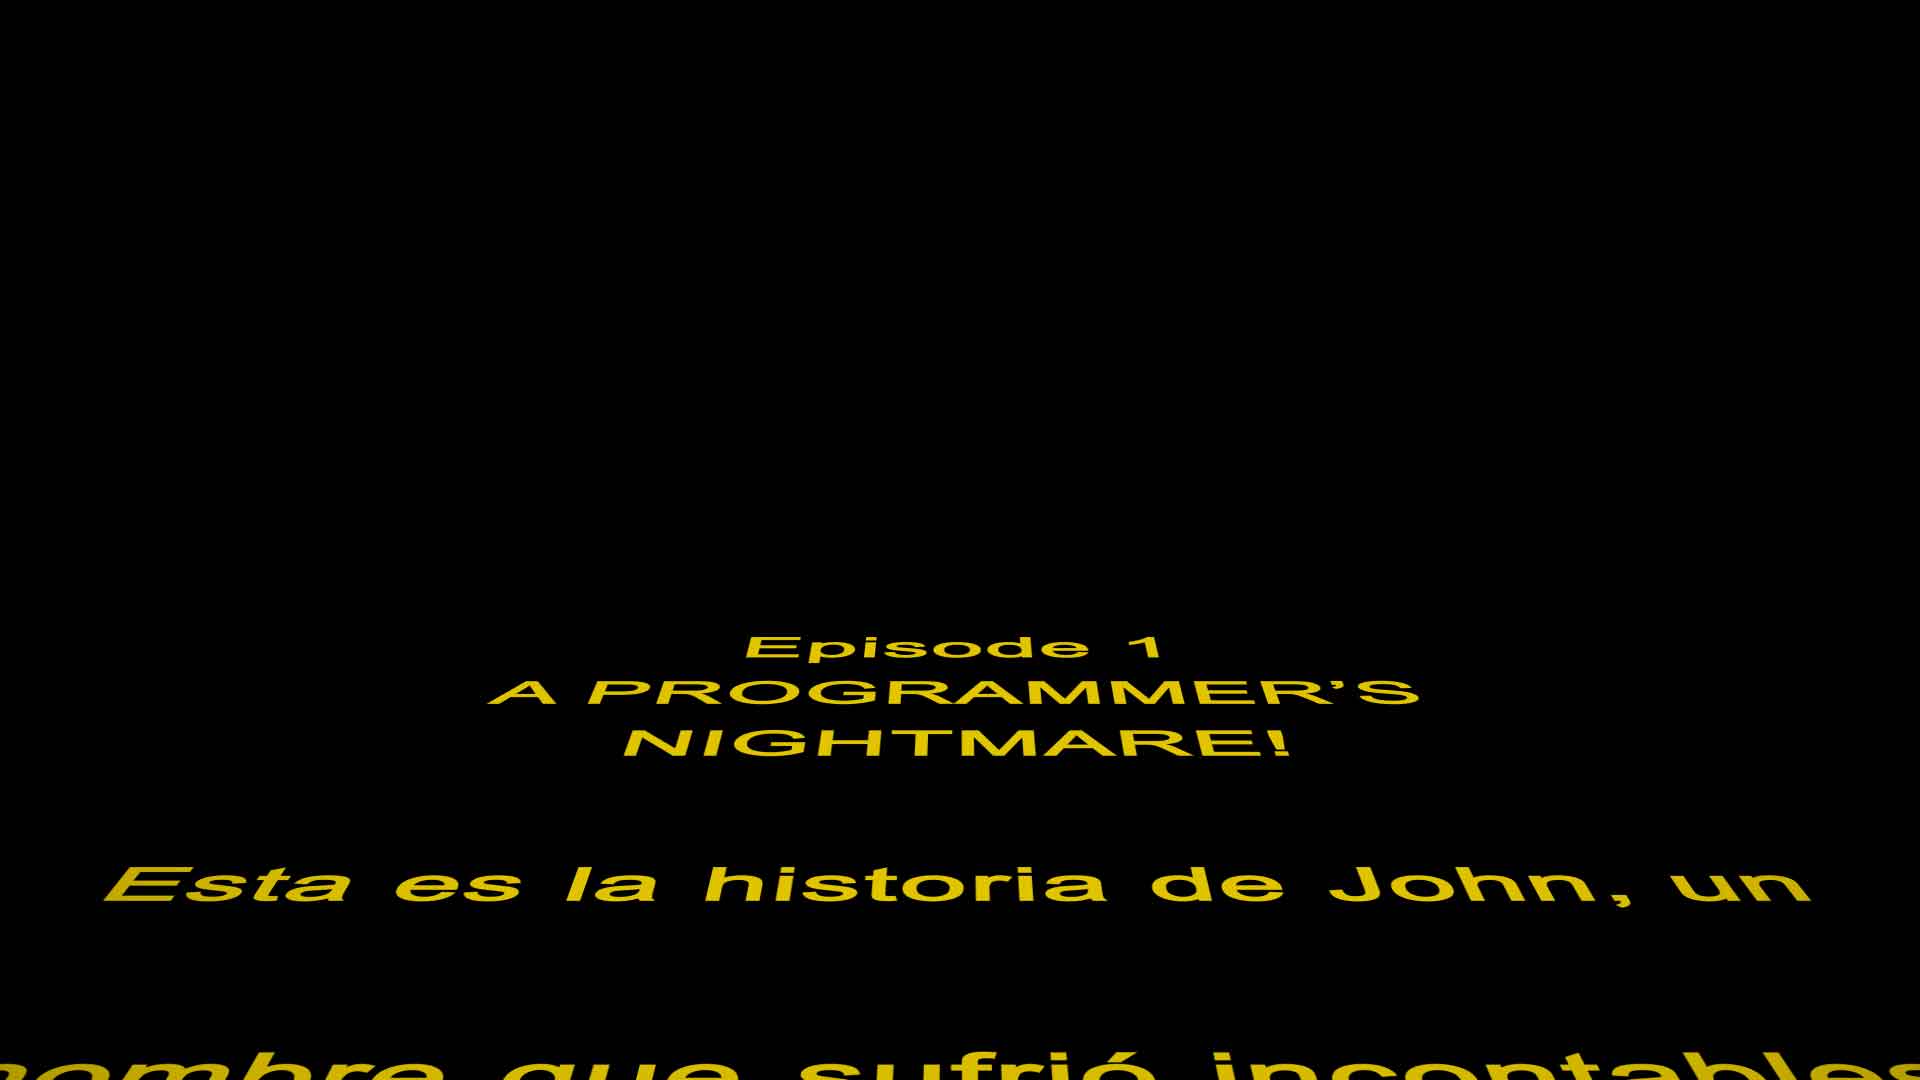 Episode 1
A PROGRAMMER’S
NIGHTMARE!
Esta es la historia de John, un
hombre que sufrió incontables